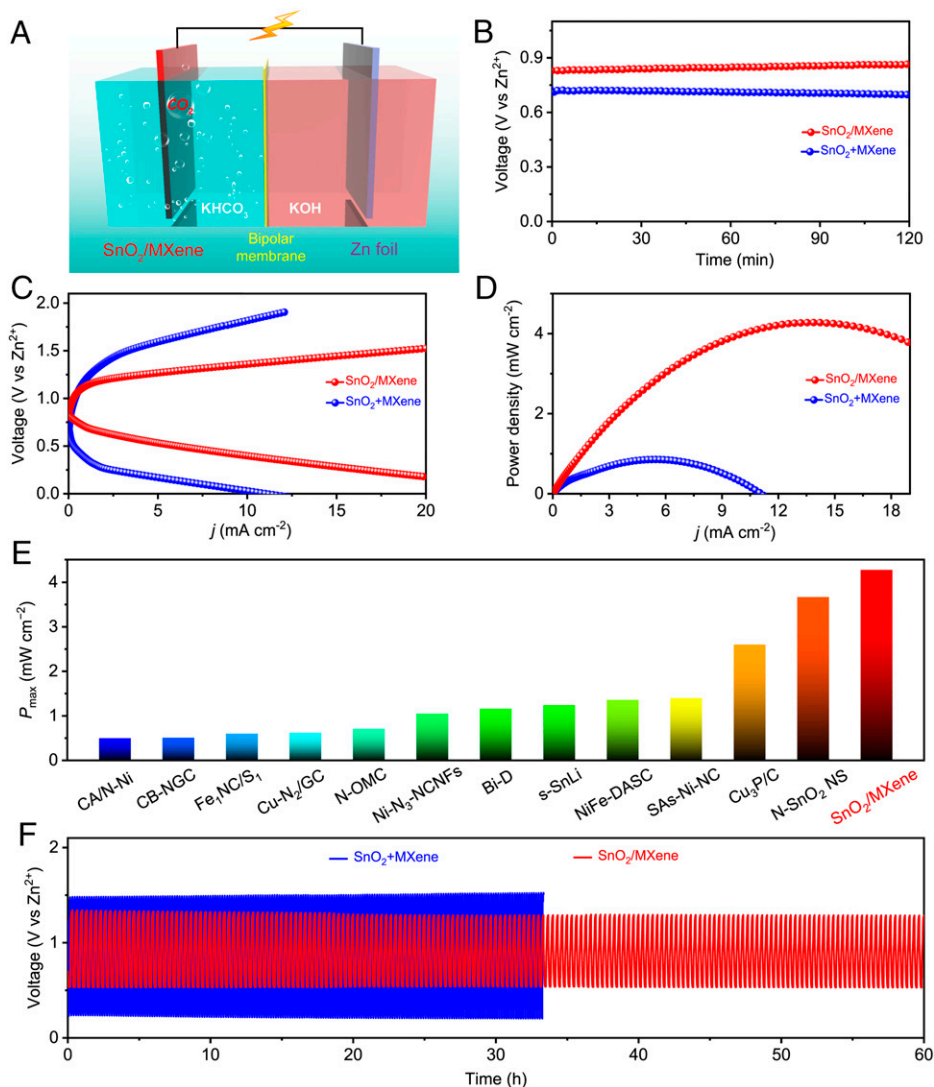 A
CO₂
KHCO₃
KOH
SnO₂/MXene
Bipolar
membrane
Zn foil
B
Voltage (V vs Zn²⁺)
0.9
0.6
0.3
0.0
SnO₂/MXene
SnO₂+MXene
0 30 60 90 120
Time (min)
C
Voltage (V vs Zn²⁺)
2.0
1.5
1.0
0.5
0.0
SnO₂/MXene
SnO₂+MXene
0 5 10 15 20
j (mA cm⁻²)
D
Power density (mW cm⁻²)
4
2
0
SnO₂/MXene
SnO₂+MXene
0 3 6 9 12 15 18
j (mA cm⁻²)
E
Pmax (mW cm⁻²)
4
3
2
1
0
CA/N-Ni
CB-NGC
Fe₁NC/S₁
Cu-N₂/GC
N-OMC
Ni-N₃-NCNFs
Bi-D
s-SnLi
NiFe-DASC
SAs-Ni-NC
Cu₃P/C
N-SnO₂ NS
SnO₂/MXene
F
Voltage (V vs Zn²⁺)
2
1
0
SnO₂+MXene
SnO₂/MXene
0 10 20 30 40 50 60
Time (h)